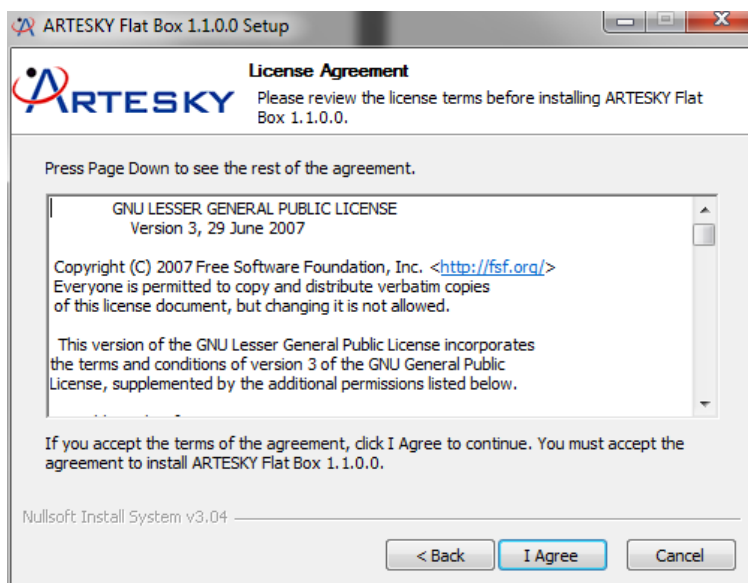 ARTESKY Flat Box 1.1.0.0 Setup
ARTESKY
License Agreement
Please review the license terms before installing ARTESKY Flat
Box 1.1.0.0.
Press Page Down to see the rest of the agreement.
GNU LESSER GENERAL PUBLIC LICENSE
Version 3, 29 June 2007
Copyright (C) 2007 Free Software Foundation, Inc. <http://fsf.org/>
Everyone is permitted to copy and distribute verbatim copies
of this license document, but changing it is not allowed.
This version of the GNU Lesser General Public License incorporates
the terms and conditions of version 3 of the GNU General Public
License, supplemented by the additional permissions listed below.
If you accept the terms of the agreement, click I Agree to continue. You must accept the
agreement to install ARTESKY Flat Box 1.1.0.0.
Nullsoft Install System v3.04
< Back
I Agree
Cancel